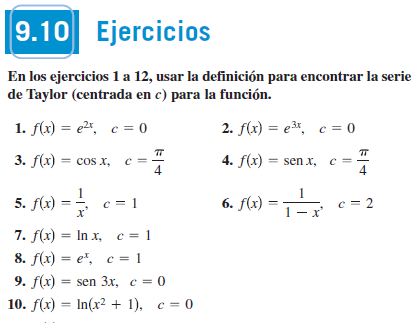 9.10 Ejercicios
En los ejercicios 1 a 12, usar la definición para encontrar la serie
de Taylor (centrada en c) para la función.
1. f(x) = e^{2x}, c = 0
2. f(x) = e^{3x}, c = 0
3. f(x) = cos x, c = π/4
4. f(x) = sen x, c = π/4
5. f(x) = 1/x, c = 1
6. f(x) = 1/(1 − x), c = 2
7. f(x) = ln x, c = 1
8. f(x) = e^x, c = 1
9. f(x) = sen 3x, c = 0
10. f(x) = ln(x² + 1), c = 0